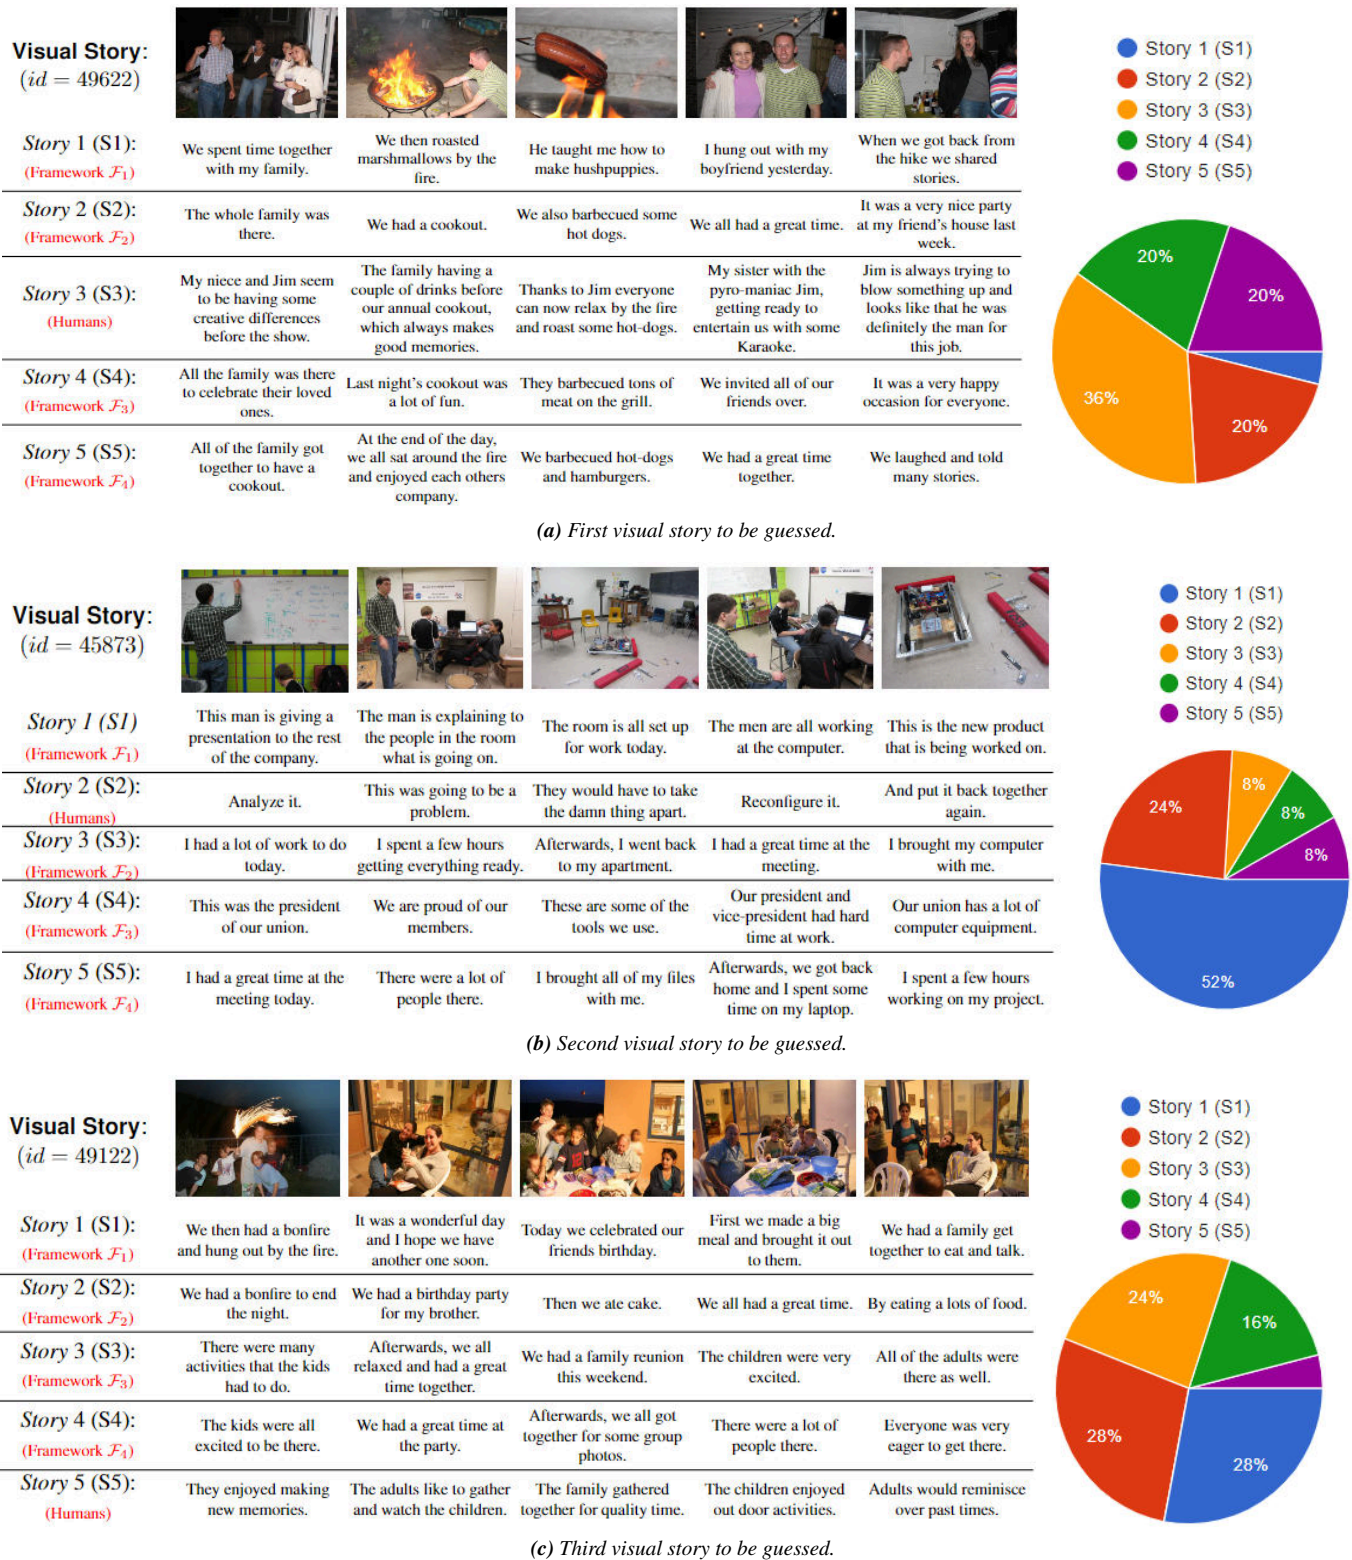 Visual Story:
(id = 49622)
Story 1 (S1):
(Framework F1)
We spent time together
with my family.
We then roasted
marshmallows by the
fire.
He taught me how to
make hushpuppies.
I hung out with my
boyfriend yesterday.
When we got back from
the hike we shared
stories.
Story 2 (S2):
(Framework F2)
The whole family was
there.
We had a cookout.
We also barbecued some
hot dogs.
We all had a great time.
It was a very nice party
at my friend's house last
week.
Story 3 (S3):
(Humans)
My niece and Jim seem
to be having some
creative differences
before the show.
The family having a
couple of drinks before
our annual cookout,
which always makes
good memories.
Thanks to Jim everyone
can now relax by the fire
and roast some hot-dogs.
My sister with the
pyro-maniac Jim,
getting ready to
entertain us with some
Karaoke.
Jim is always trying to
blow something up and
looks like that he was
definitely the man for
this job.
Story 4 (S4):
(Framework F3)
All the family was there
to celebrate their loved
ones.
Last night's cookout was
a lot of fun.
They barbecued tons of
meat on the grill.
We invited all of our
friends over.
It was a very happy
occasion for everyone.
Story 5 (S5):
(Framework F4)
All of the family got
together to have a
cookout.
At the end of the day,
we all sat around the fire
and enjoyed each others
company.
We barbecued hot-dogs
and hamburgers.
We had a great time
together.
We laughed and told
many stories.
Story 1 (S1)
Story 2 (S2)
Story 3 (S3)
Story 4 (S4)
Story 5 (S5)
20%
20%
36%
20%
(a) First visual story to be guessed.
Visual Story:
(id = 45873)
Story 1 (S1)
(Framework F1)
This man is giving a
presentation to the rest
of the company.
The man is explaining to
the people in the room
what is going on.
The room is all set up
for work today.
The men are all working
at the computer.
This is the new product
that is being worked on.
Story 2 (S2):
(Humans)
Analyze it.
This was going to be a
problem.
They would have to take
the damn thing apart.
Reconfigure it.
And put it back together
again.
Story 3 (S3):
(Framework F2)
I had a lot of work to do
today.
I spent a few hours
getting everything ready.
Afterwards, I went back
to my apartment.
I had a great time at the
meeting.
I brought my computer
with me.
Story 4 (S4):
(Framework F3)
This was the president
of our union.
We are proud of our
members.
These are some of the
tools we use.
Our president and
vice-president had hard
time at work.
Our union has a lot of
computer equipment.
Story 5 (S5):
(Framework F4)
I had a great time at the
meeting today.
There were a lot of
people there.
I brought all of my files
with me.
Afterwards, we got back
home and I spent some
time on my laptop.
I spent a few hours
working on my project.
Story 1 (S1)
Story 2 (S2)
Story 3 (S3)
Story 4 (S4)
Story 5 (S5)
24%
8%
8%
8%
52%
(b) Second visual story to be guessed.
Visual Story:
(id = 49122)
Story 1 (S1):
(Framework F1)
We then had a bonfire
and hung out by the fire.
It was a wonderful day
and I hope we have
another one soon.
Today we celebrated our
friends birthday.
First we made a big
meal and brought it out
to them.
We had a family get
together to eat and talk.
Story 2 (S2):
(Framework F2)
We had a bonfire to end
the night.
We had a birthday party
for my brother.
Then we ate cake.
We all had a great time.
By eating a lots of food.
Story 3 (S3):
(Framework F3)
There were many
activities that the kids
had to do.
Afterwards, we all
relaxed and had a great
time together.
We had a family reunion
this weekend.
The children were very
excited.
All of the adults were
there as well.
Story 4 (S4):
(Framework F4)
The kids were all
excited to be there.
We had a great time at
the party.
Afterwards, we all got
together for some group
photos.
There were a lot of
people there.
Everyone was very
eager to get there.
Story 5 (S5):
(Humans)
They enjoyed making
new memories.
The adults like to gather
and watch the children.
The family gathered
together for quality time.
The children enjoyed
out door activities.
Adults would reminisce
over past times.
Story 1 (S1)
Story 2 (S2)
Story 3 (S3)
Story 4 (S4)
Story 5 (S5)
24%
16%
28%
28%
(c) Third visual story to be guessed.